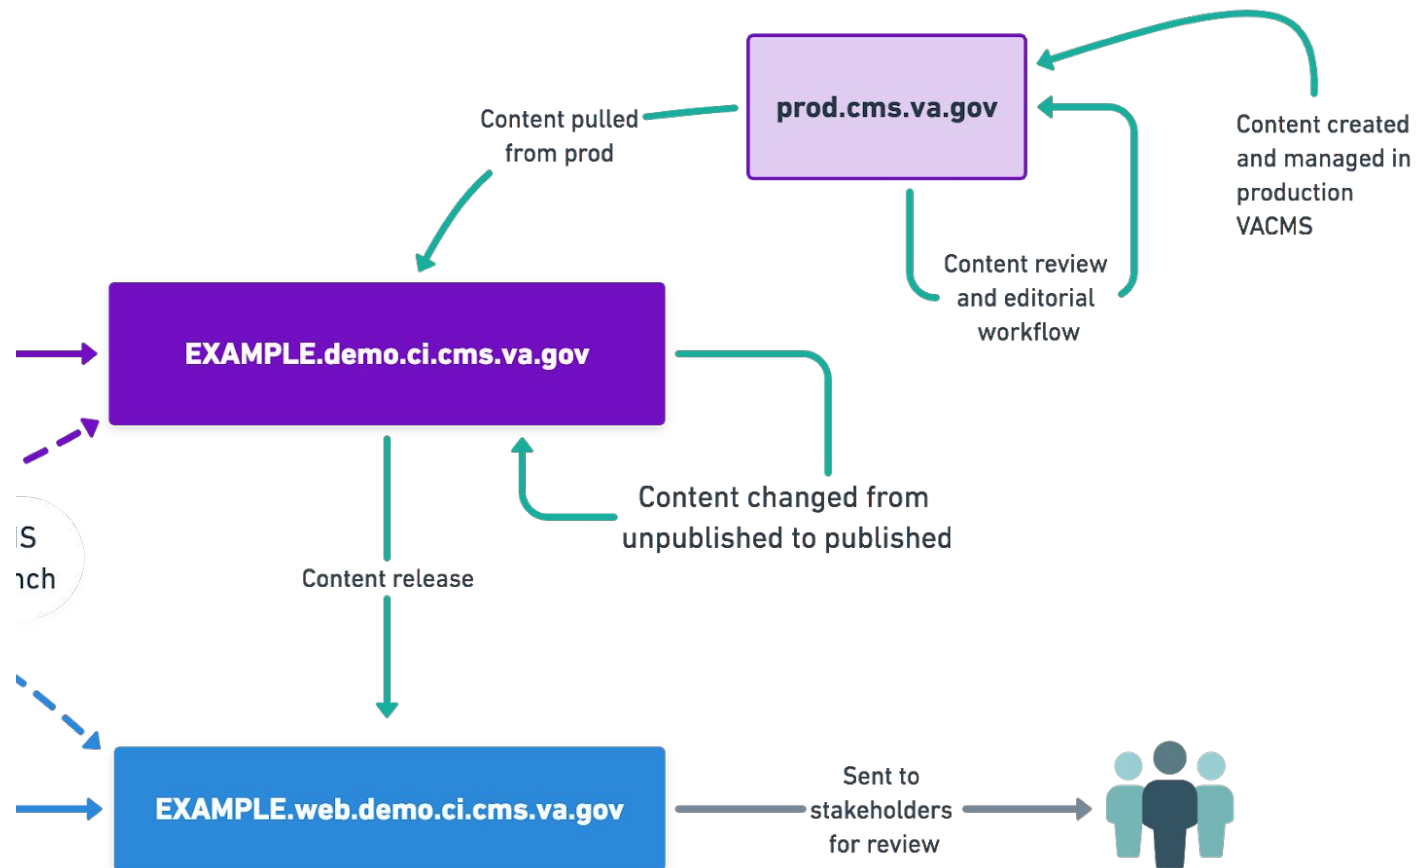 prod.cms.va.gov
Content created
and managed in
production
VACMS
Content pulled
from prod
Content review
and editorial
workflow
EXAMPLE.demo.ci.cms.va.gov
Content changed from
unpublished to published
Content release
EXAMPLE.web.demo.ci.cms.va.gov
Sent to
stakeholders
for review